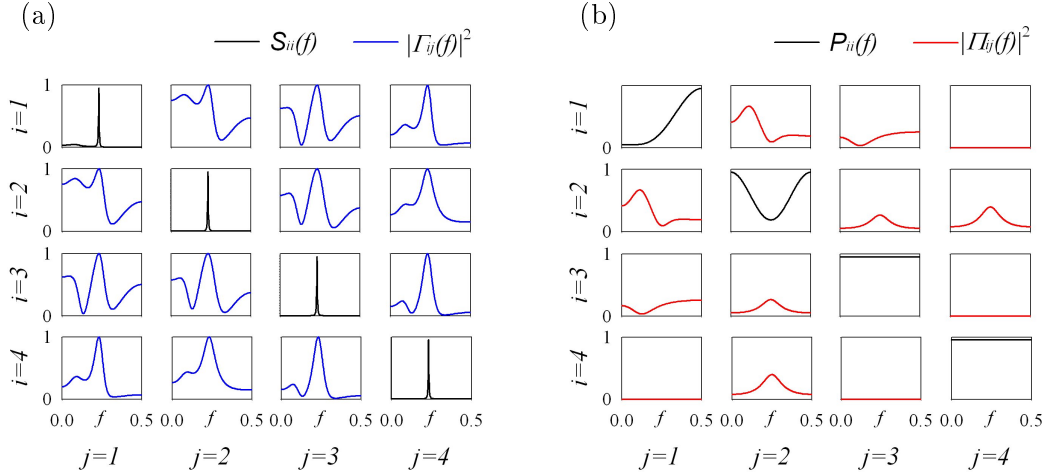 (a) (b)
Sii(f) |Γij(f)|² Pii(f) |Πij(f)|²
i=1 1 0 i=1 1 0
i=2 1 0 i=2 1 0
i=3 1 0 i=3 1 0
i=4 1 0 i=4 1 0
0.0 f 0.5 0.0 f 0.5 0.0 f 0.5 0.0 f 0.5 0.0 f 0.5 0.0 f 0.5 0.0 f 0.5 0.0 f 0.5
j=1 j=2 j=3 j=4 j=1 j=2 j=3 j=4